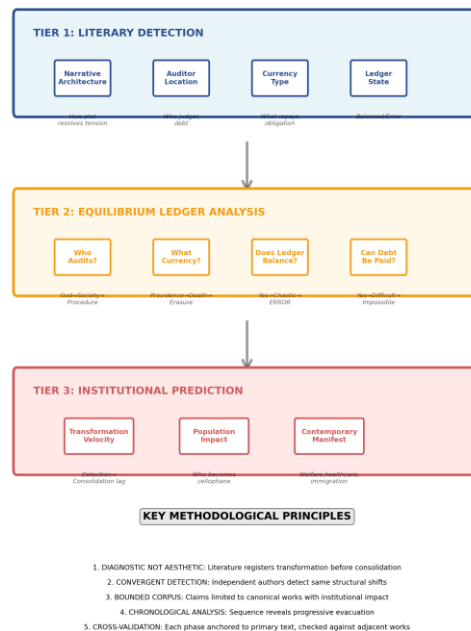 TIER 1: LITERARY DETECTION
Narrative
Architecture
Auditor
Location
Currency
Type
Ledger
State
How plot
resolves tension
Who judges
debt
What repays
obligation
Balanced/Error
TIER 2: EQUILIBRIUM LEDGER ANALYSIS
Who
Audits?
What
Currency?
Does Ledger
Balance?
Can Debt
Be Paid?
God→Society→
Procedure
Providence→Death→
Erasure
Yes→Chaotic→
ERROR
Yes→Difficult→
Impossible
TIER 3: INSTITUTIONAL PREDICTION
Transformation
Velocity
Population
Impact
Contemporary
Manifest
Detection→
Consolidation lag
Who becomes
cellophane
Welfare,healthcare,
immigration
KEY METHODOLOGICAL PRINCIPLES
1. DIAGNOSTIC NOT AESTHETIC: Literature registers transformation before consolidation
2. CONVERGENT DETECTION: Independent authors detect same structural shifts
3. BOUNDED CORPUS: Claims limited to canonical works with institutional impact
4. CHRONOLOGICAL ANALYSIS: Sequence reveals progressive evacuation
5. CROSS-VALIDATION: Each phase anchored to primary text, checked against adjacent works